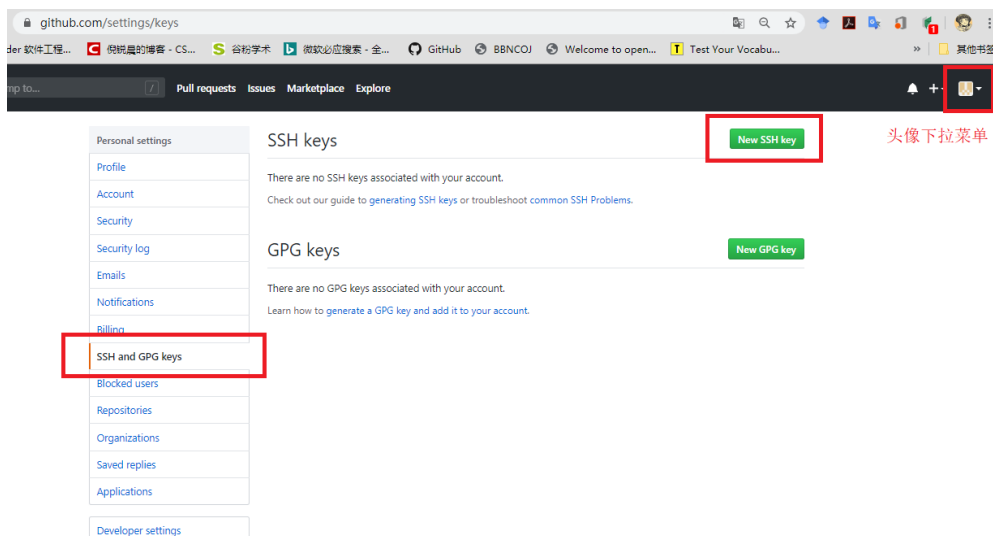 github.com/settings/keys
der 软件工程... 倪锐晨的博客 - CS... 谷粉学术 微软必应搜索 - 全... GitHub BBNCOJ Welcome to open... Test Your Vocabu... » 其他书签
mp to... / Pull requests Issues Marketplace Explore
头像下拉菜单
Personal settings
Profile
Account
Security
Security log
Emails
Notifications
Billing
SSH and GPG keys
Blocked users
Repositories
Organizations
Saved replies
Applications
Developer settings
SSH keys
New SSH key
There are no SSH keys associated with your account.
Check out our guide to generating SSH keys or troubleshoot common SSH Problems.
GPG keys
New GPG key
There are no GPG keys associated with your account.
Learn how to generate a GPG key and add it to your account.